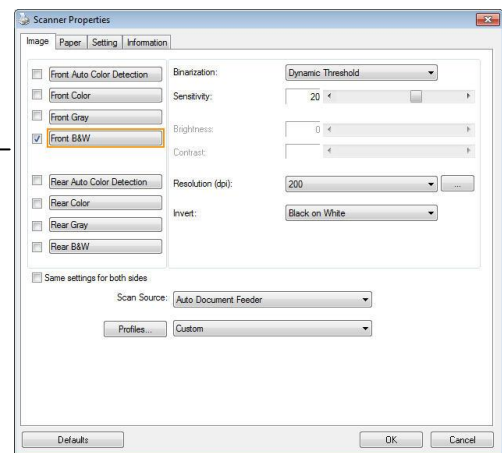 Scanner Properties
Image Paper Setting Information
Front Auto Color Detection
Front Color
Front Gray
Front B&W
Rear Auto Color Detection
Rear Color
Rear Gray
Rear B&W
Binarization: Dynamic Threshold
Sensitivity: 20
Brightness: 0
Contrast:
Resolution (dpi): 200 ...
Invert: Black on White
Same settings for both sides
Scan Source: Auto Document Feeder
Profiles... Custom
Defaults OK Cancel